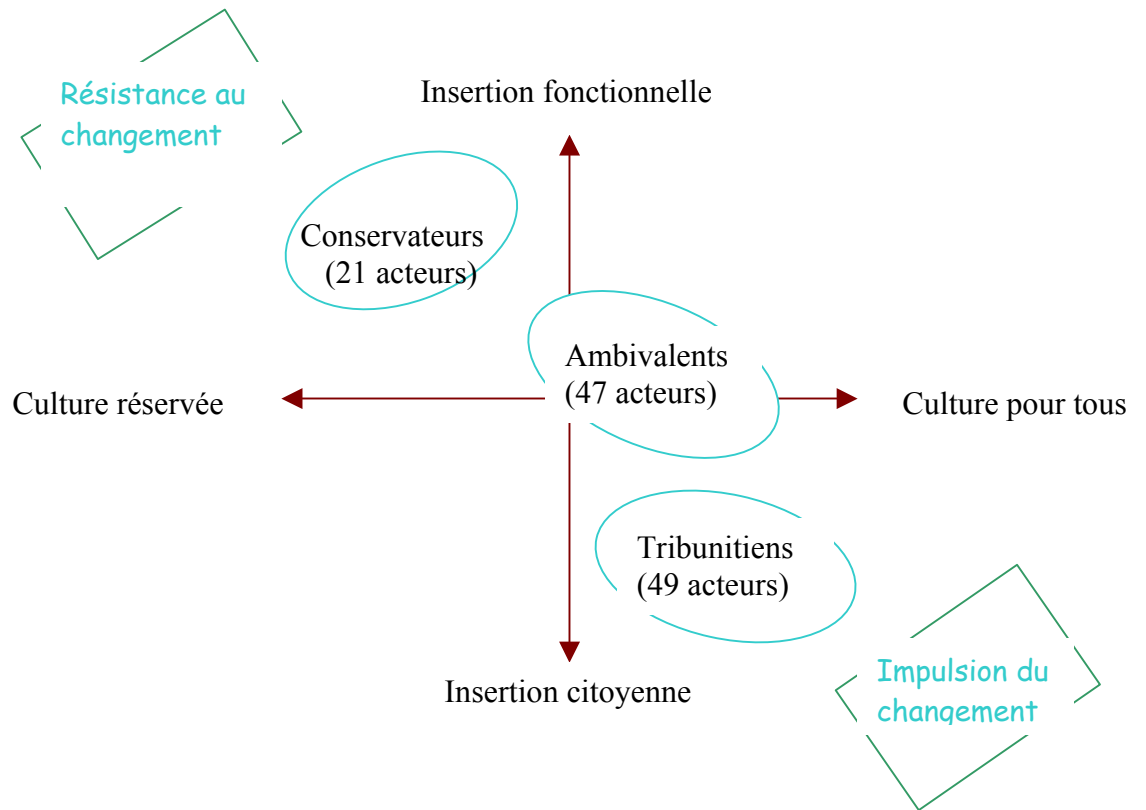 Résistance au
changement
Insertion fonctionnelle
Conservateurs
(21 acteurs)
Ambivalents
(47 acteurs)
Culture réservée
Culture pour tous
Tribunitiens
(49 acteurs)
Insertion citoyenne
Impulsion du
changement